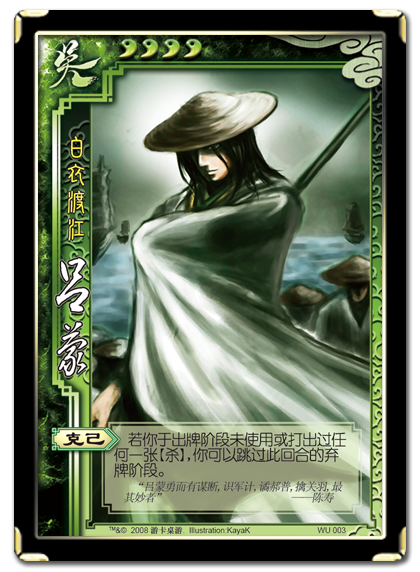 吴
白衣渡江
吕蒙
克己
若你于出牌阶段未使用或打出过任
何一张【杀】，你可以跳过此回合的弃
牌阶段。
“吕蒙勇而有谋断，识军计，谲郝普，擒关羽，最
其妙者” ——陈寿
™&© 2008 游卡桌游. Illustration:KayaK WU 003